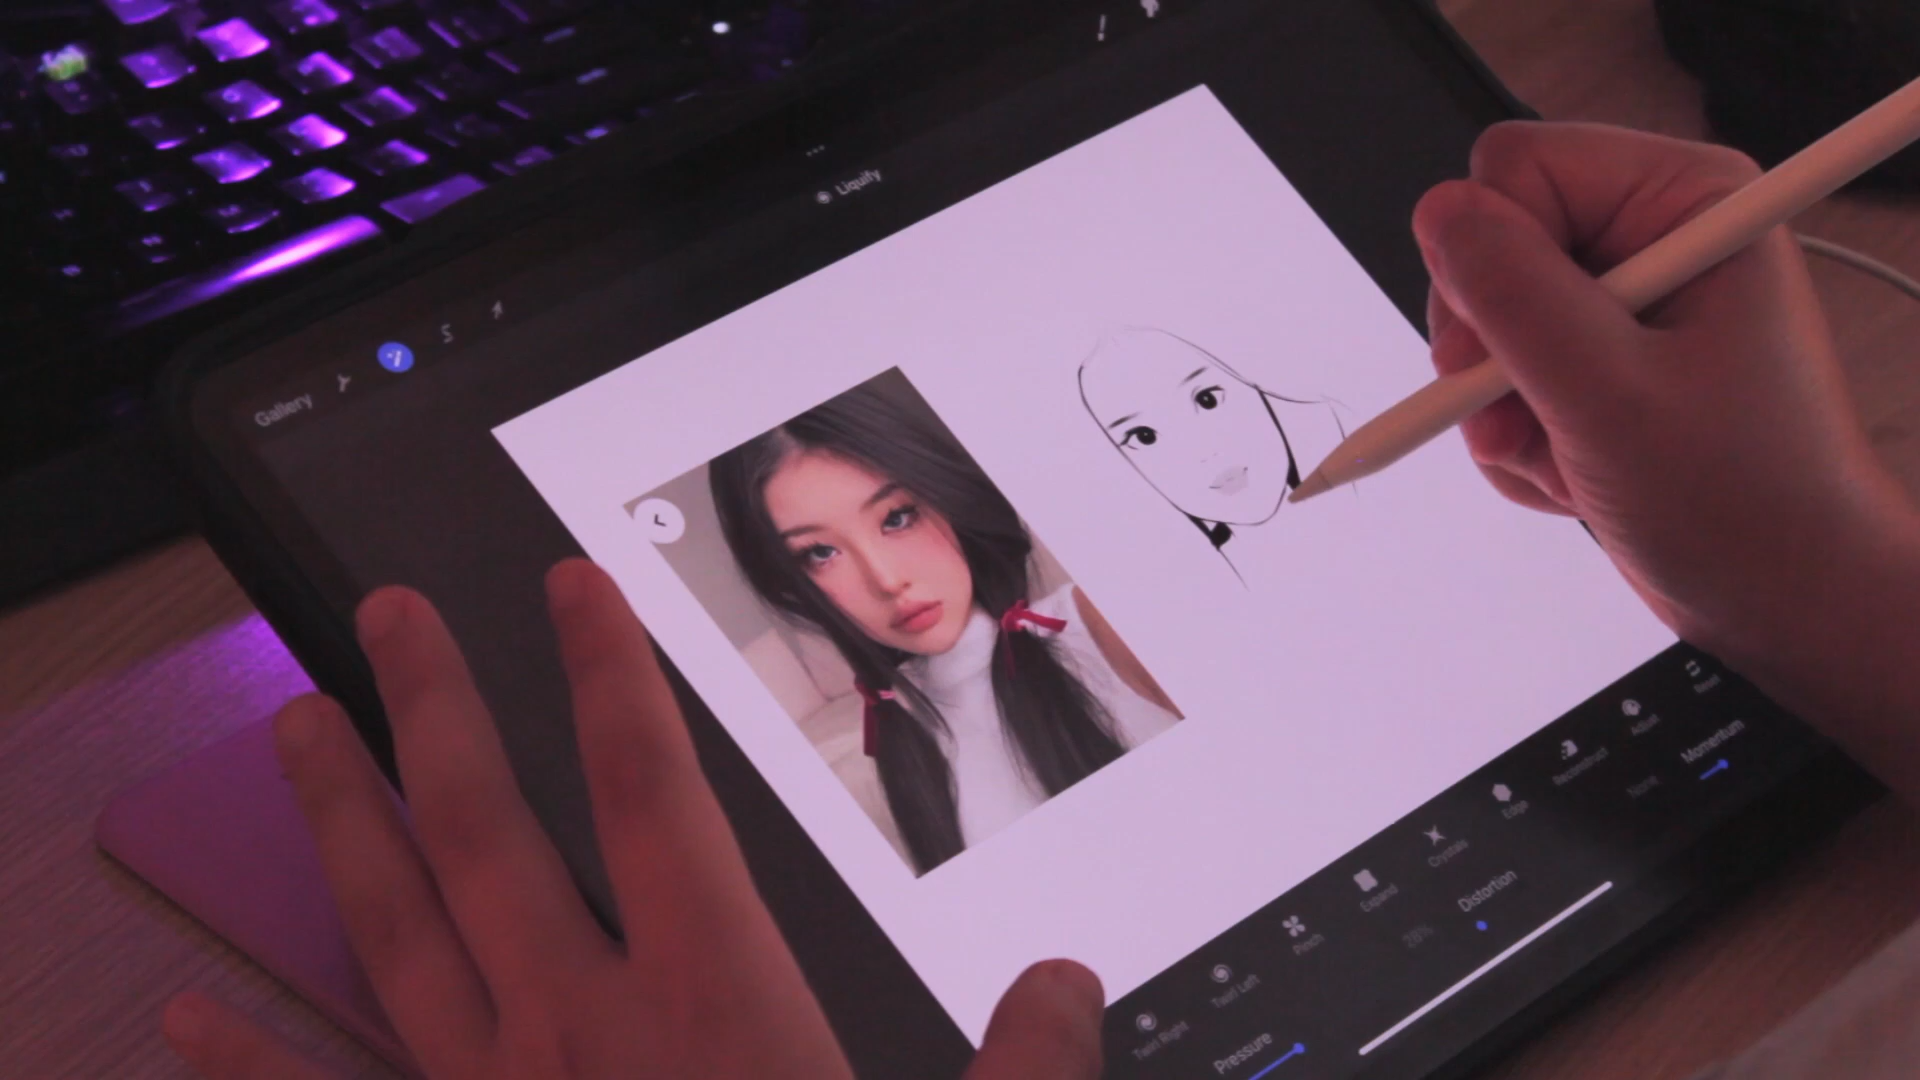 Liquify
Gallery
Reset
Adjust
Momentum
Reconstruct
None
Edge
Crystals
Distortion
Expand
28%
Pinch
Twirl Left
Twirl Right
Pressure